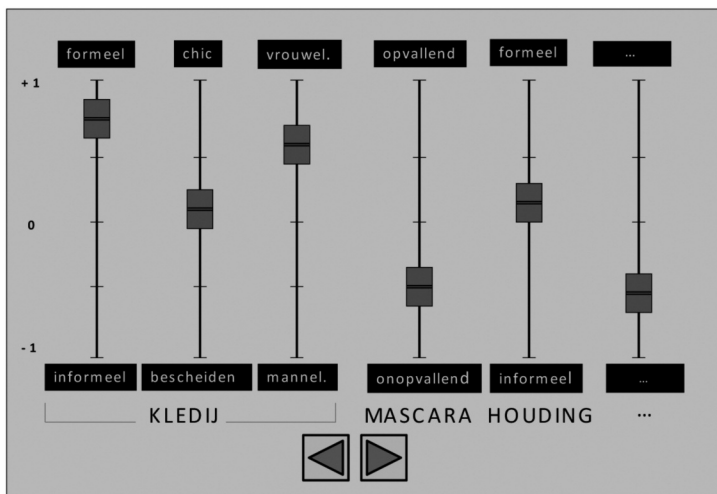 formeel chic vrouwel. opvallend formeel ...
+ 1
0
- 1
informeel bescheiden mannel. onopvallend informeel ...
KLEDIJ MASCARA HOUDING ...